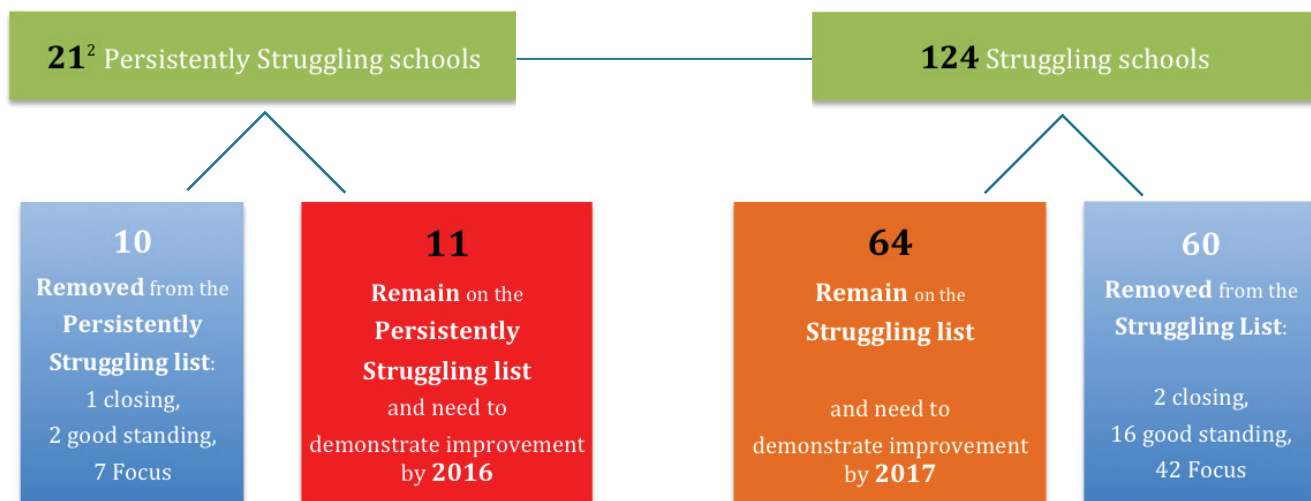 21² Persistently Struggling schools
124 Struggling schools
10
Removed from the
Persistently
Struggling list:
1 closing,
2 good standing,
7 Focus
11
Remain on the
Persistently
Struggling list
and need to
demonstrate improvement
by 2016
64
Remain on the
Struggling list
and need to
demonstrate improvement
by 2017
60
Removed from the
Struggling List:
2 closing,
16 good standing,
42 Focus